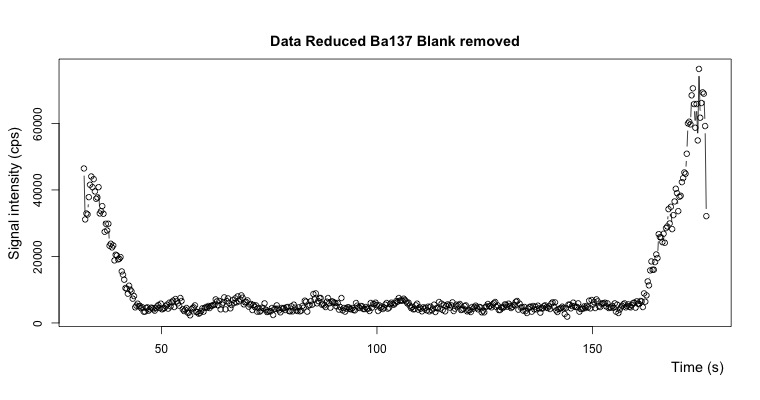 Data Reduced Ba137 Blank removed
Signal intensity (cps)
60000
40000
20000
0
50
100
150
Time (s)